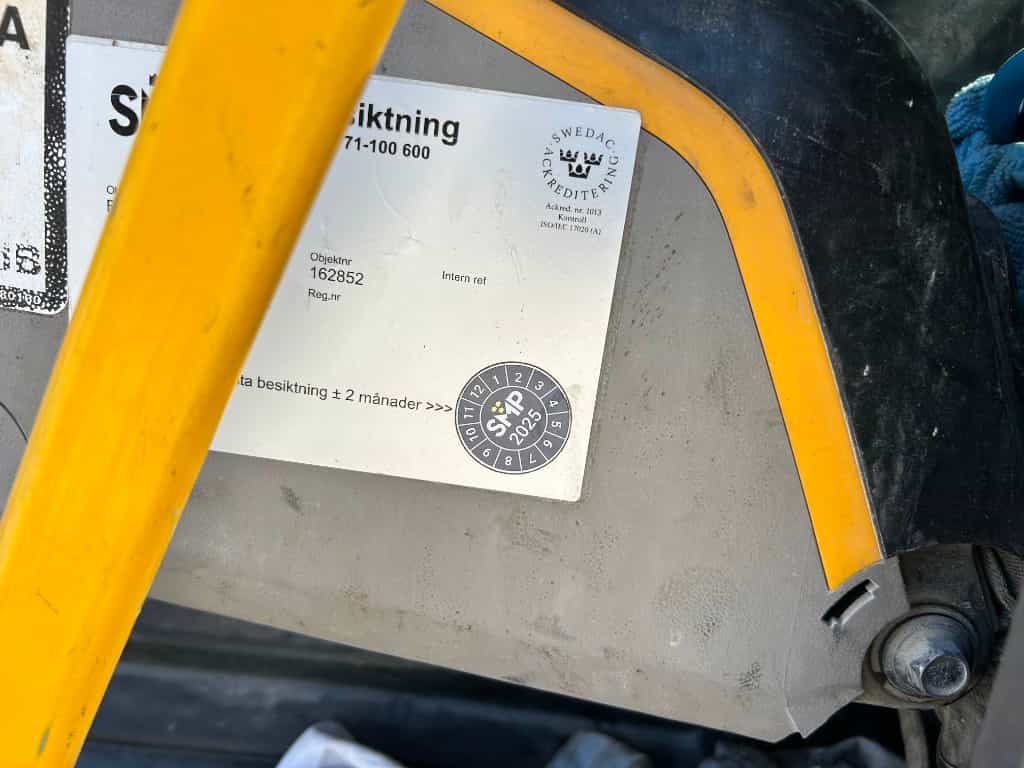 A
siktning
71-100 600
SWEDAC
ACKREDITERING
Ackred. nr. 1013
Kontroll
ISO/IEC 17020 (A)
Objektnr
162852
Intern ref
Reg.nr
ta besiktning ± 2 månader >>>
1 2 3 4 5 6 7 8 9 10 11 12
SMP
2025